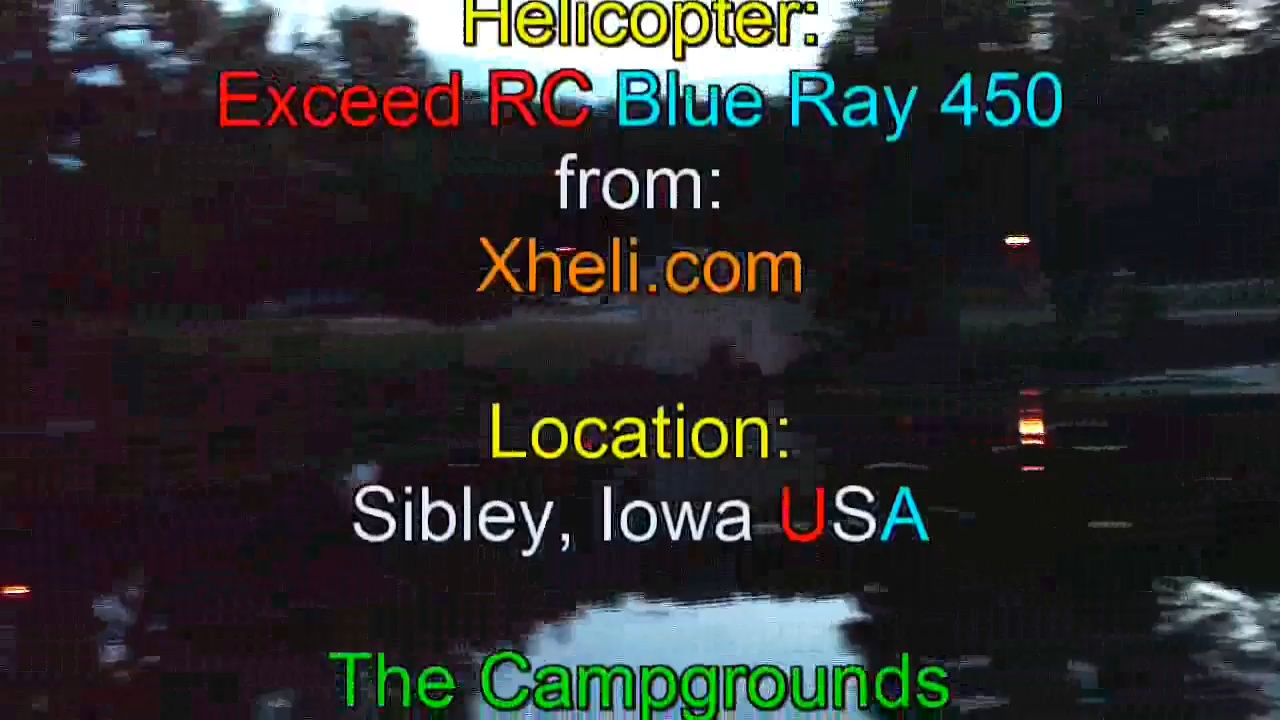 Helicopter:
Exceed RC Blue Ray 450
from:
Xheli.com
Location:
Sibley, Iowa USA
The Campgrounds